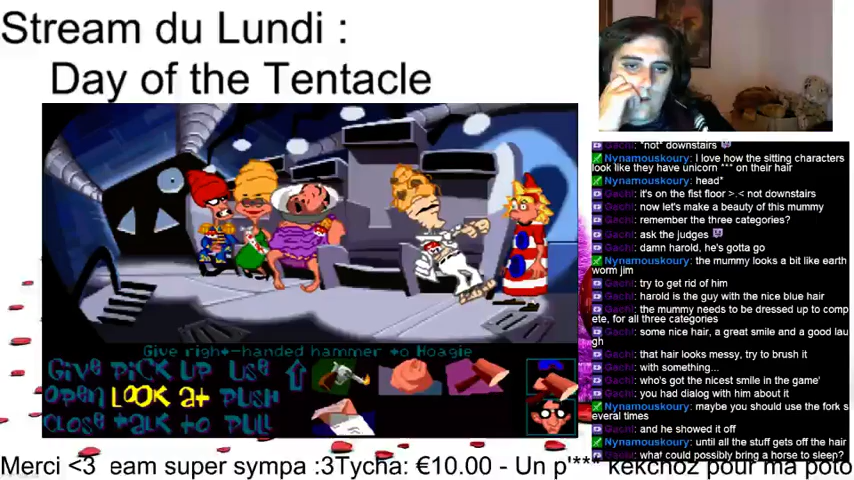 Stream du Lundi :
Day of the Tentacle
Give right-handed hammer to Hoagie
Give Pick up Use
Open Look at Push
Close Talk to Pull
Gachi: *not* downstairs
Nynamouskoury: I love how the sitting characters
look like they have unicorn *** on their hair
Nynamouskoury: head*
Gachi: it's on the fist floor >.< not downstairs
Gachi: now let's make a beauty of this mummy
Gachi: remember the three categories?
Gachi: ask the judges
Gachi: damn harold, he's gotta go
Nynamouskoury: the mummy looks a bit like earth
worm jim
Gachi: try to get rid of him
Gachi: harold is the guy with the nice blue hair
Gachi: the mummy needs to be dressed up to comp
ete, for all three categories
Gachi: some nice hair, a great smile and a good lau
gh
Gachi: that hair looks messy, try to brush it
Gachi: with something...
Gachi: who's got the nicest smile in the game'
Gachi: you had dialog with him about it
Nynamouskoury: maybe you should use the fork s
everal times
Gachi: and he showed it off
Nynamouskoury: until all the stuff gets off the hair
Gachi: what could possibly bring a horse to sleep?
Merci <3 eam super sympa :3Tycha: €10.00 - Un p'*** kekchoz pour ma poto